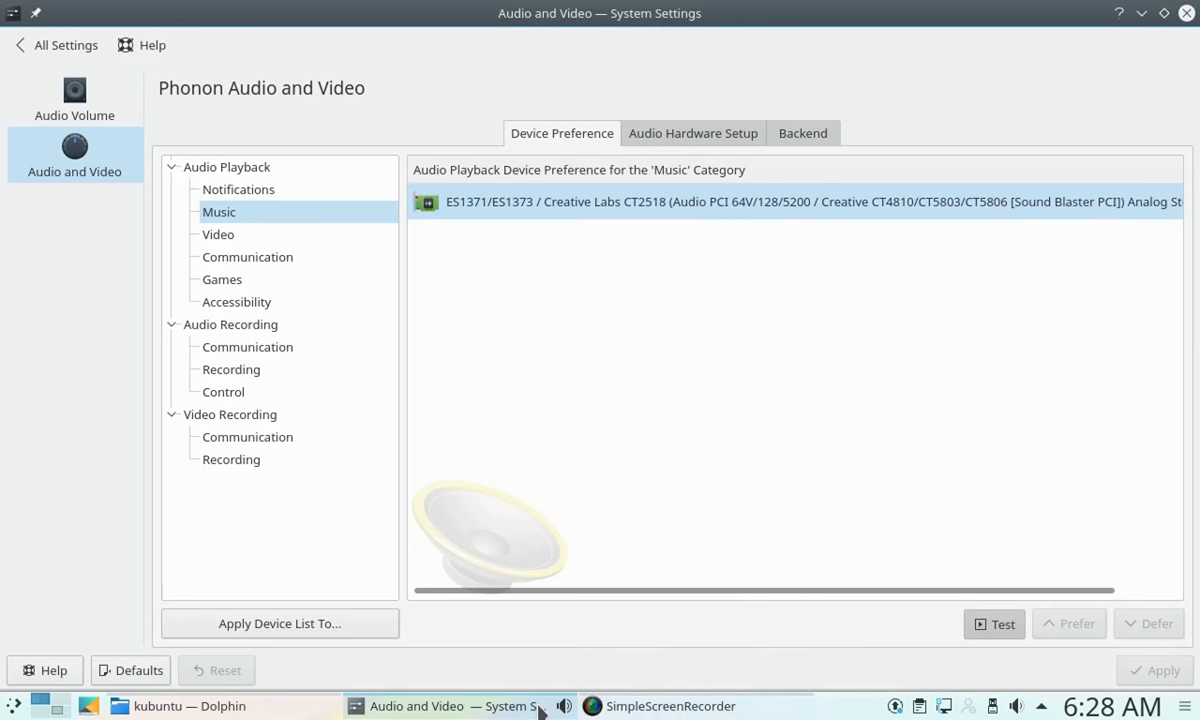 Audio and Video — System Settings
All Settings
Help
Phonon Audio and Video
Audio Volume
Audio and Video
Device Preference
Audio Hardware Setup
Backend
Audio Playback
Notifications
Music
Video
Communication
Games
Accessibility
Audio Recording
Communication
Recording
Control
Video Recording
Communication
Recording
Audio Playback Device Preference for the 'Music' Category
ES1371/ES1373 / Creative Labs CT2518 (Audio PCI 64V/128/5200 / Creative CT4810/CT5803/CT5806 [Sound Blaster PCI]) Analog St
Apply Device List To...
Test
Prefer
Defer
Help
Defaults
Reset
Apply
kubuntu — Dolphin
Audio and Video — System S...
SimpleScreenRecorder
6:28 AM